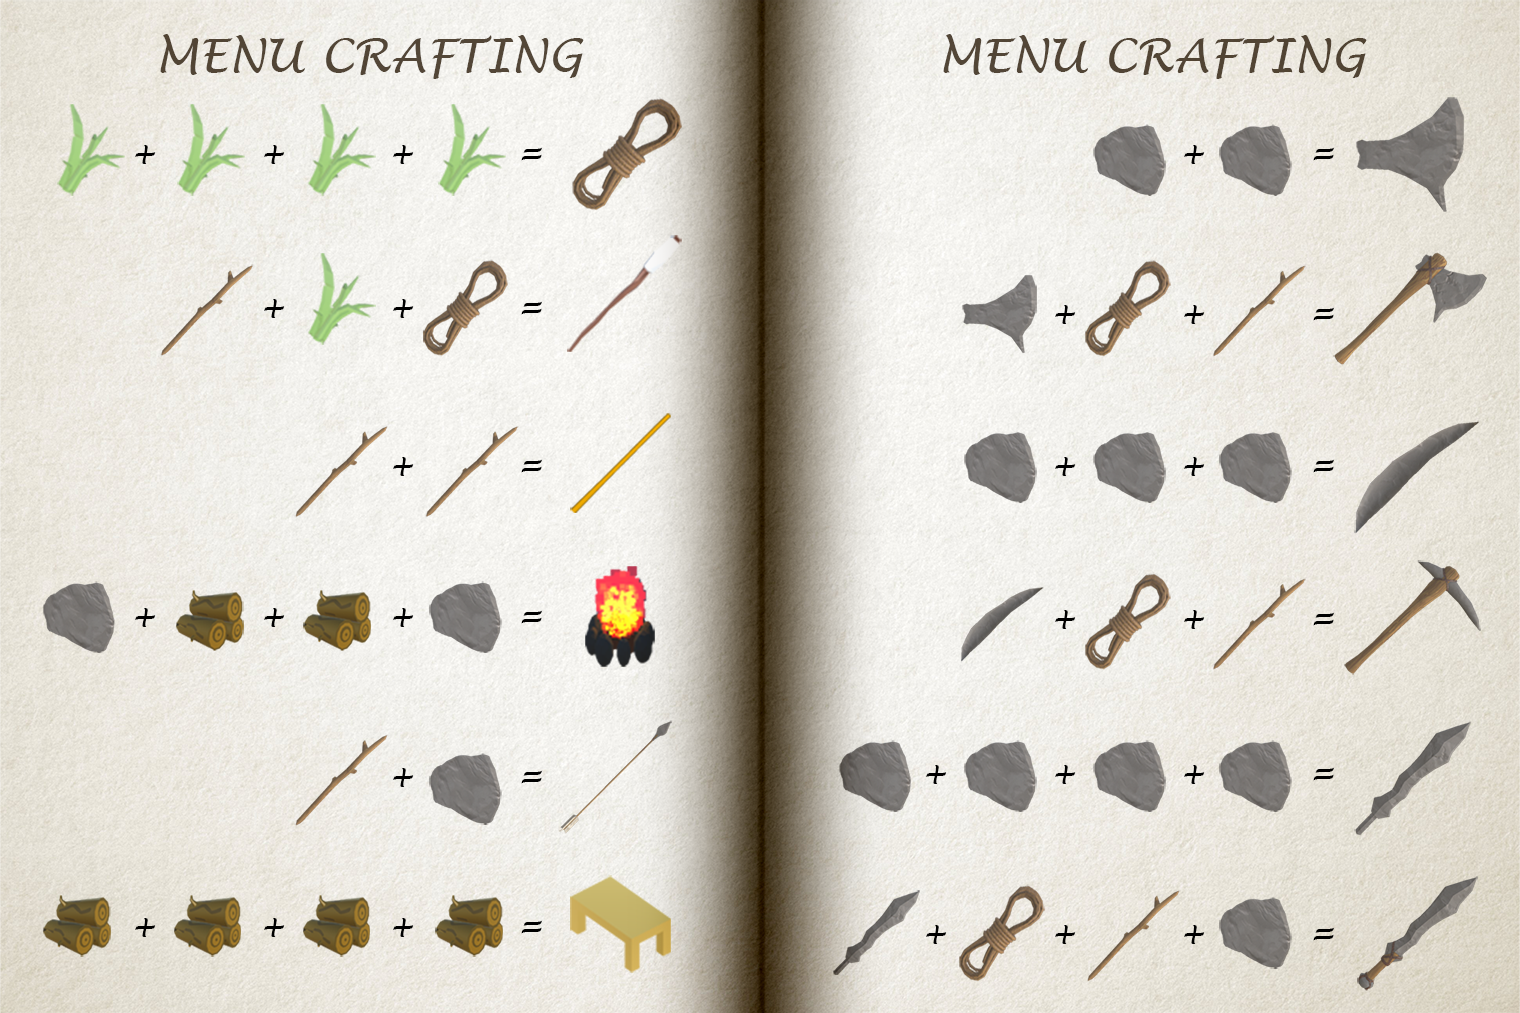 MENU CRAFTING
+ + + =
+ + =
+ =
+ + + =
+ =
+ + + =
MENU CRAFTING
+ =
+ + =
+ + =
+ + =
+ + + =
+ + + =